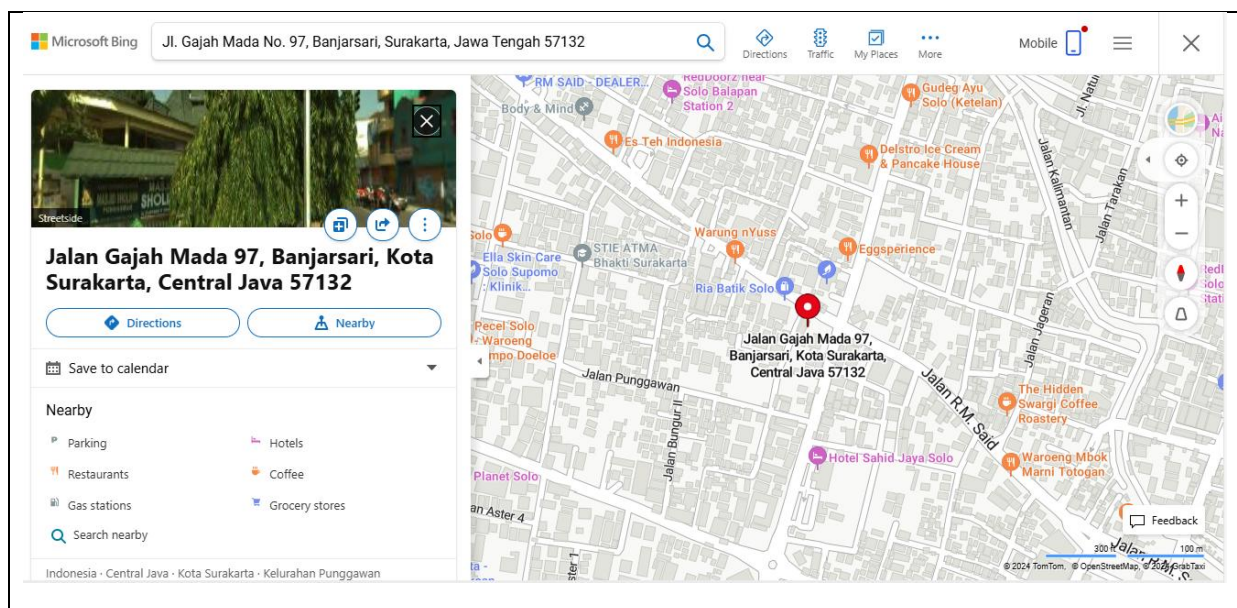 Microsoft Bing
Jl. Gajah Mada No. 97, Banjarsari, Surakarta, Jawa Tengah 57132
Directions
Traffic
My Places
More
Mobile
Streetside
SHOL
Jalan Gajah Mada 97, Banjarsari, Kota
Surakarta, Central Java 57132
Directions
Nearby
Save to calendar
Nearby
Parking
Hotels
Restaurants
Coffee
Gas stations
Grocery stores
Search nearby
Indonesia · Central Java · Kota Surakarta · Kelurahan Punggawan
RM SAID - DEALER...
RedDoorz near
Solo Balapan
Station 2
Gudeg Ayu
Solo (Ketelan)
Body & Mind
Es Teh Indonesia
Delstro Ice Cream
& Pancake House
Jalan Kalimantan
Jalan Tarakan
Warung nYuss
Eggsperience
STIE ATMA
Bhakti Surakarta
Ella Skin Care
Solo Supomo
: Klinik...
Ria Batik Solo
Jalan Gajah Mada 97,
Banjarsari, Kota Surakarta,
Central Java 57132
Pecel Solo
- Waroeng
mpo Doeloe
Jalan Punggawan
Jalan Bungur II
Jalan Jageran
Jalan R.M. Said
The Hidden
Swargi Coffee
Roastery
Hotel Sahid Jaya Solo
Waroeng Mbok
Marni Totogan
Planet Solo
an Aster 4
Feedback
300 ft
100 m
© 2024 TomTom, © OpenStreetMap, © 2024 GrabTaxi